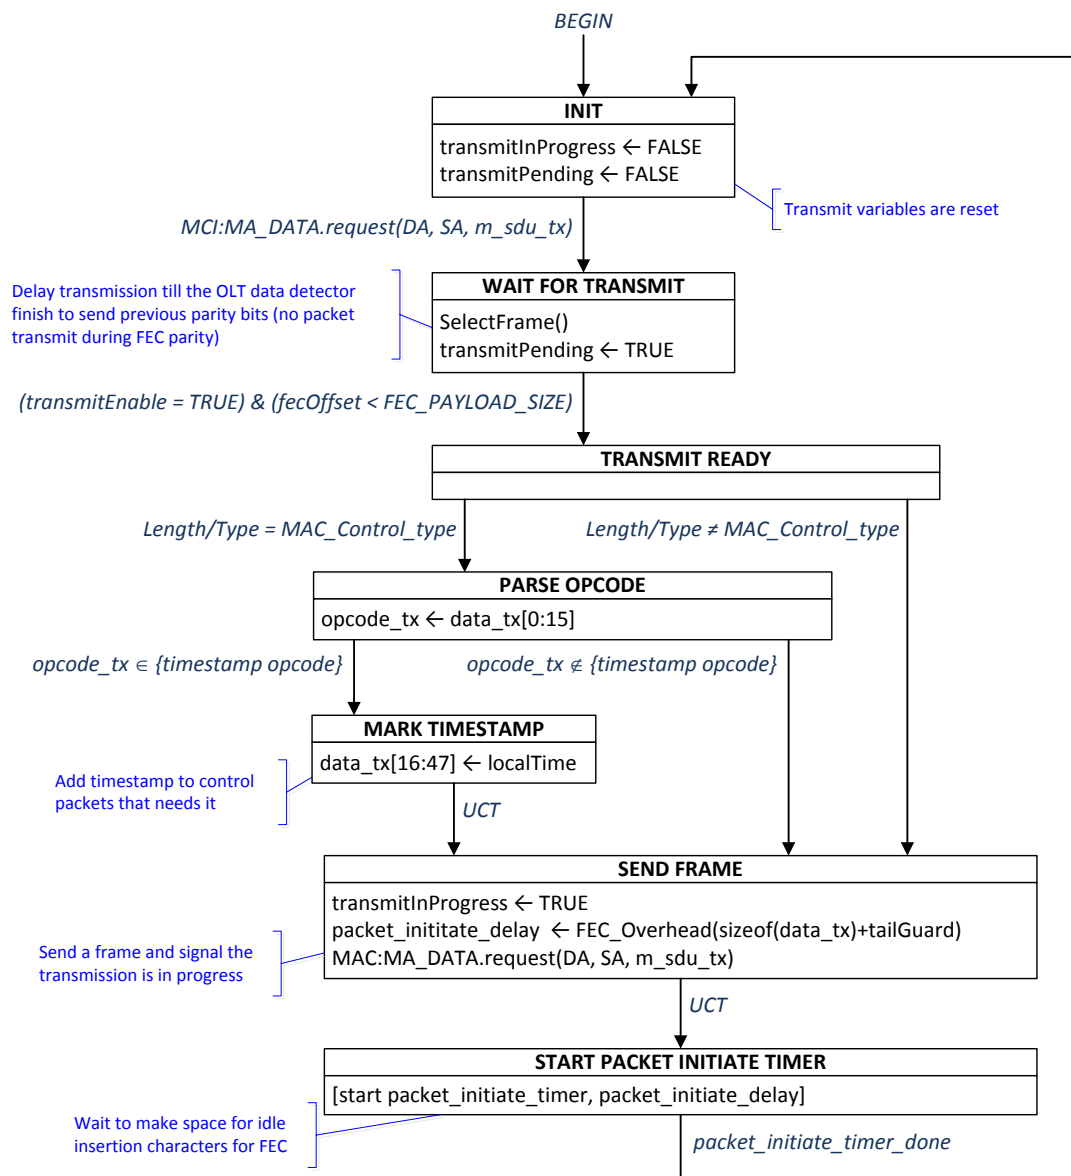 BEGIN
INIT
transmitInProgress ← FALSE
transmitPending ← FALSE
Transmit variables are reset
MCI:MA_DATA.request(DA, SA, m_sdu_tx)
WAIT FOR TRANSMIT
SelectFrame()
transmitPending ← TRUE
Delay transmission till the OLT data detector
finish to send previous parity bits (no packet
transmit during FEC parity)
(transmitEnable = TRUE) & (fecOffset < FEC_PAYLOAD_SIZE)
TRANSMIT READY
Length/Type = MAC_Control_type
Length/Type ≠ MAC_Control_type
PARSE OPCODE
opcode_tx ← data_tx[0:15]
opcode_tx ∈ {timestamp opcode}
opcode_tx ∉ {timestamp opcode}
MARK TIMESTAMP
data_tx[16:47] ← localTime
Add timestamp to control
packets that needs it
UCT
SEND FRAME
transmitInProgress ← TRUE
packet_inititate_delay ← FEC_Overhead(sizeof(data_tx)+tailGuard)
MAC:MA_DATA.request(DA, SA, m_sdu_tx)
Send a frame and signal the
transmission is in progress
UCT
START PACKET INITIATE TIMER
[start packet_initiate_timer, packet_initiate_delay]
Wait to make space for idle
insertion characters for FEC
packet_initiate_timer_done